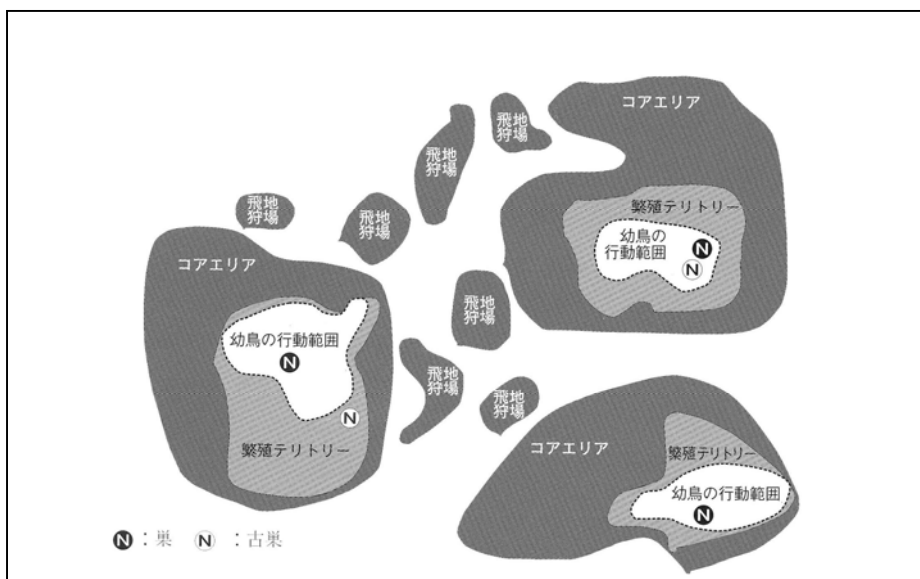 コアエリア
飛地
狩場
飛地
狩場
飛地
狩場
飛地
狩場
繁殖テリトリー
幼鳥の
行動範囲
N
N
コアエリア
飛地
狩場
幼鳥の行動範囲
N
N
繁殖テリトリー
飛地
狩場
飛地
狩場
コアエリア
繁殖テリトリー
幼鳥の行動範囲
N
N：巣 N：古巣